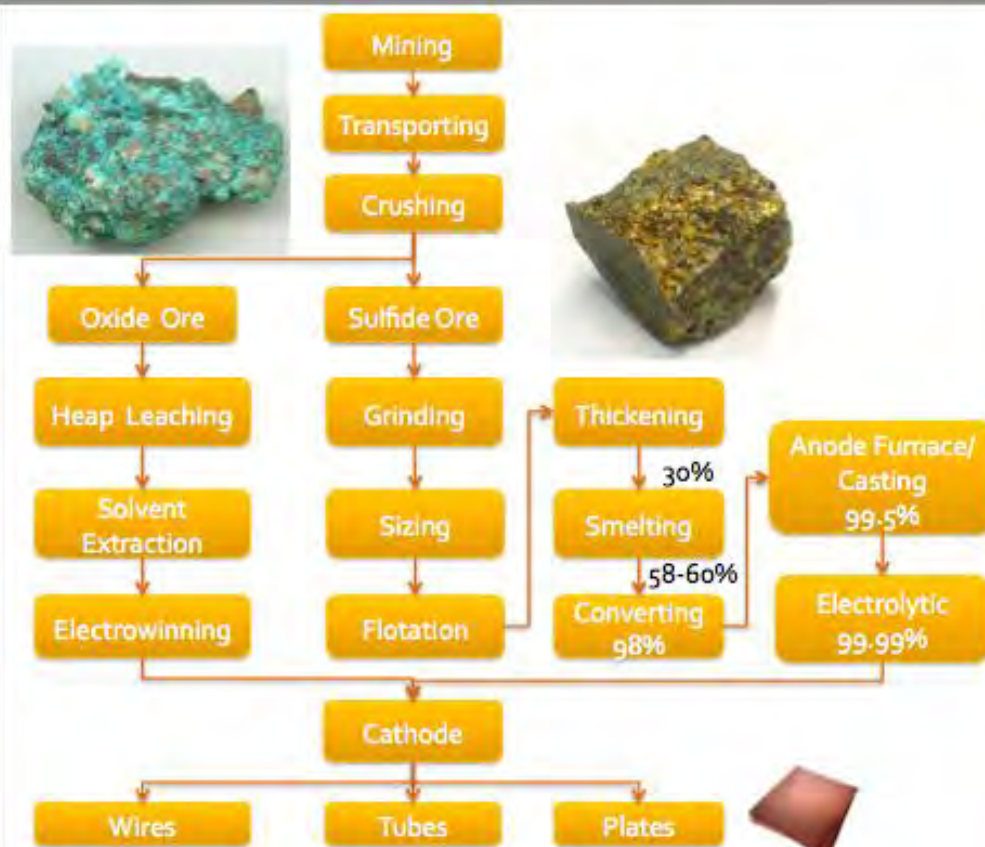 Mining
Transporting
Crushing
Oxide Ore
Sulfide Ore
Heap Leaching
Grinding
Thickening
Anode Furnace/
Casting
99.5%
30%
Solvent
Extraction
Sizing
Smelting
58-60%
Electrowinning
Flotation
Converting
98%
Electrolytic
99.99%
Cathode
Wires
Tubes
Plates